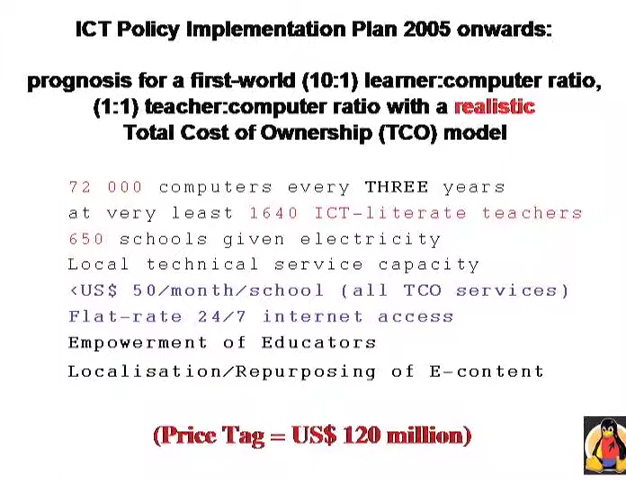 ICT Policy Implementation Plan 2005 onwards:
prognosis for a first-world (10:1) learner:computer ratio,
(1:1) teacher:computer ratio with a realistic
Total Cost of Ownership (TCO) model
72 000 computers every THREE years
at very least 1640 ICT-literate teachers
650 schools given electricity
Local technical service capacity
<US$ 50/month/school (all TCO services)
Flat-rate 24/7 internet access
Empowerment of Educators
Localisation/Repurposing of E-content
(Price Tag = US$ 120 million)